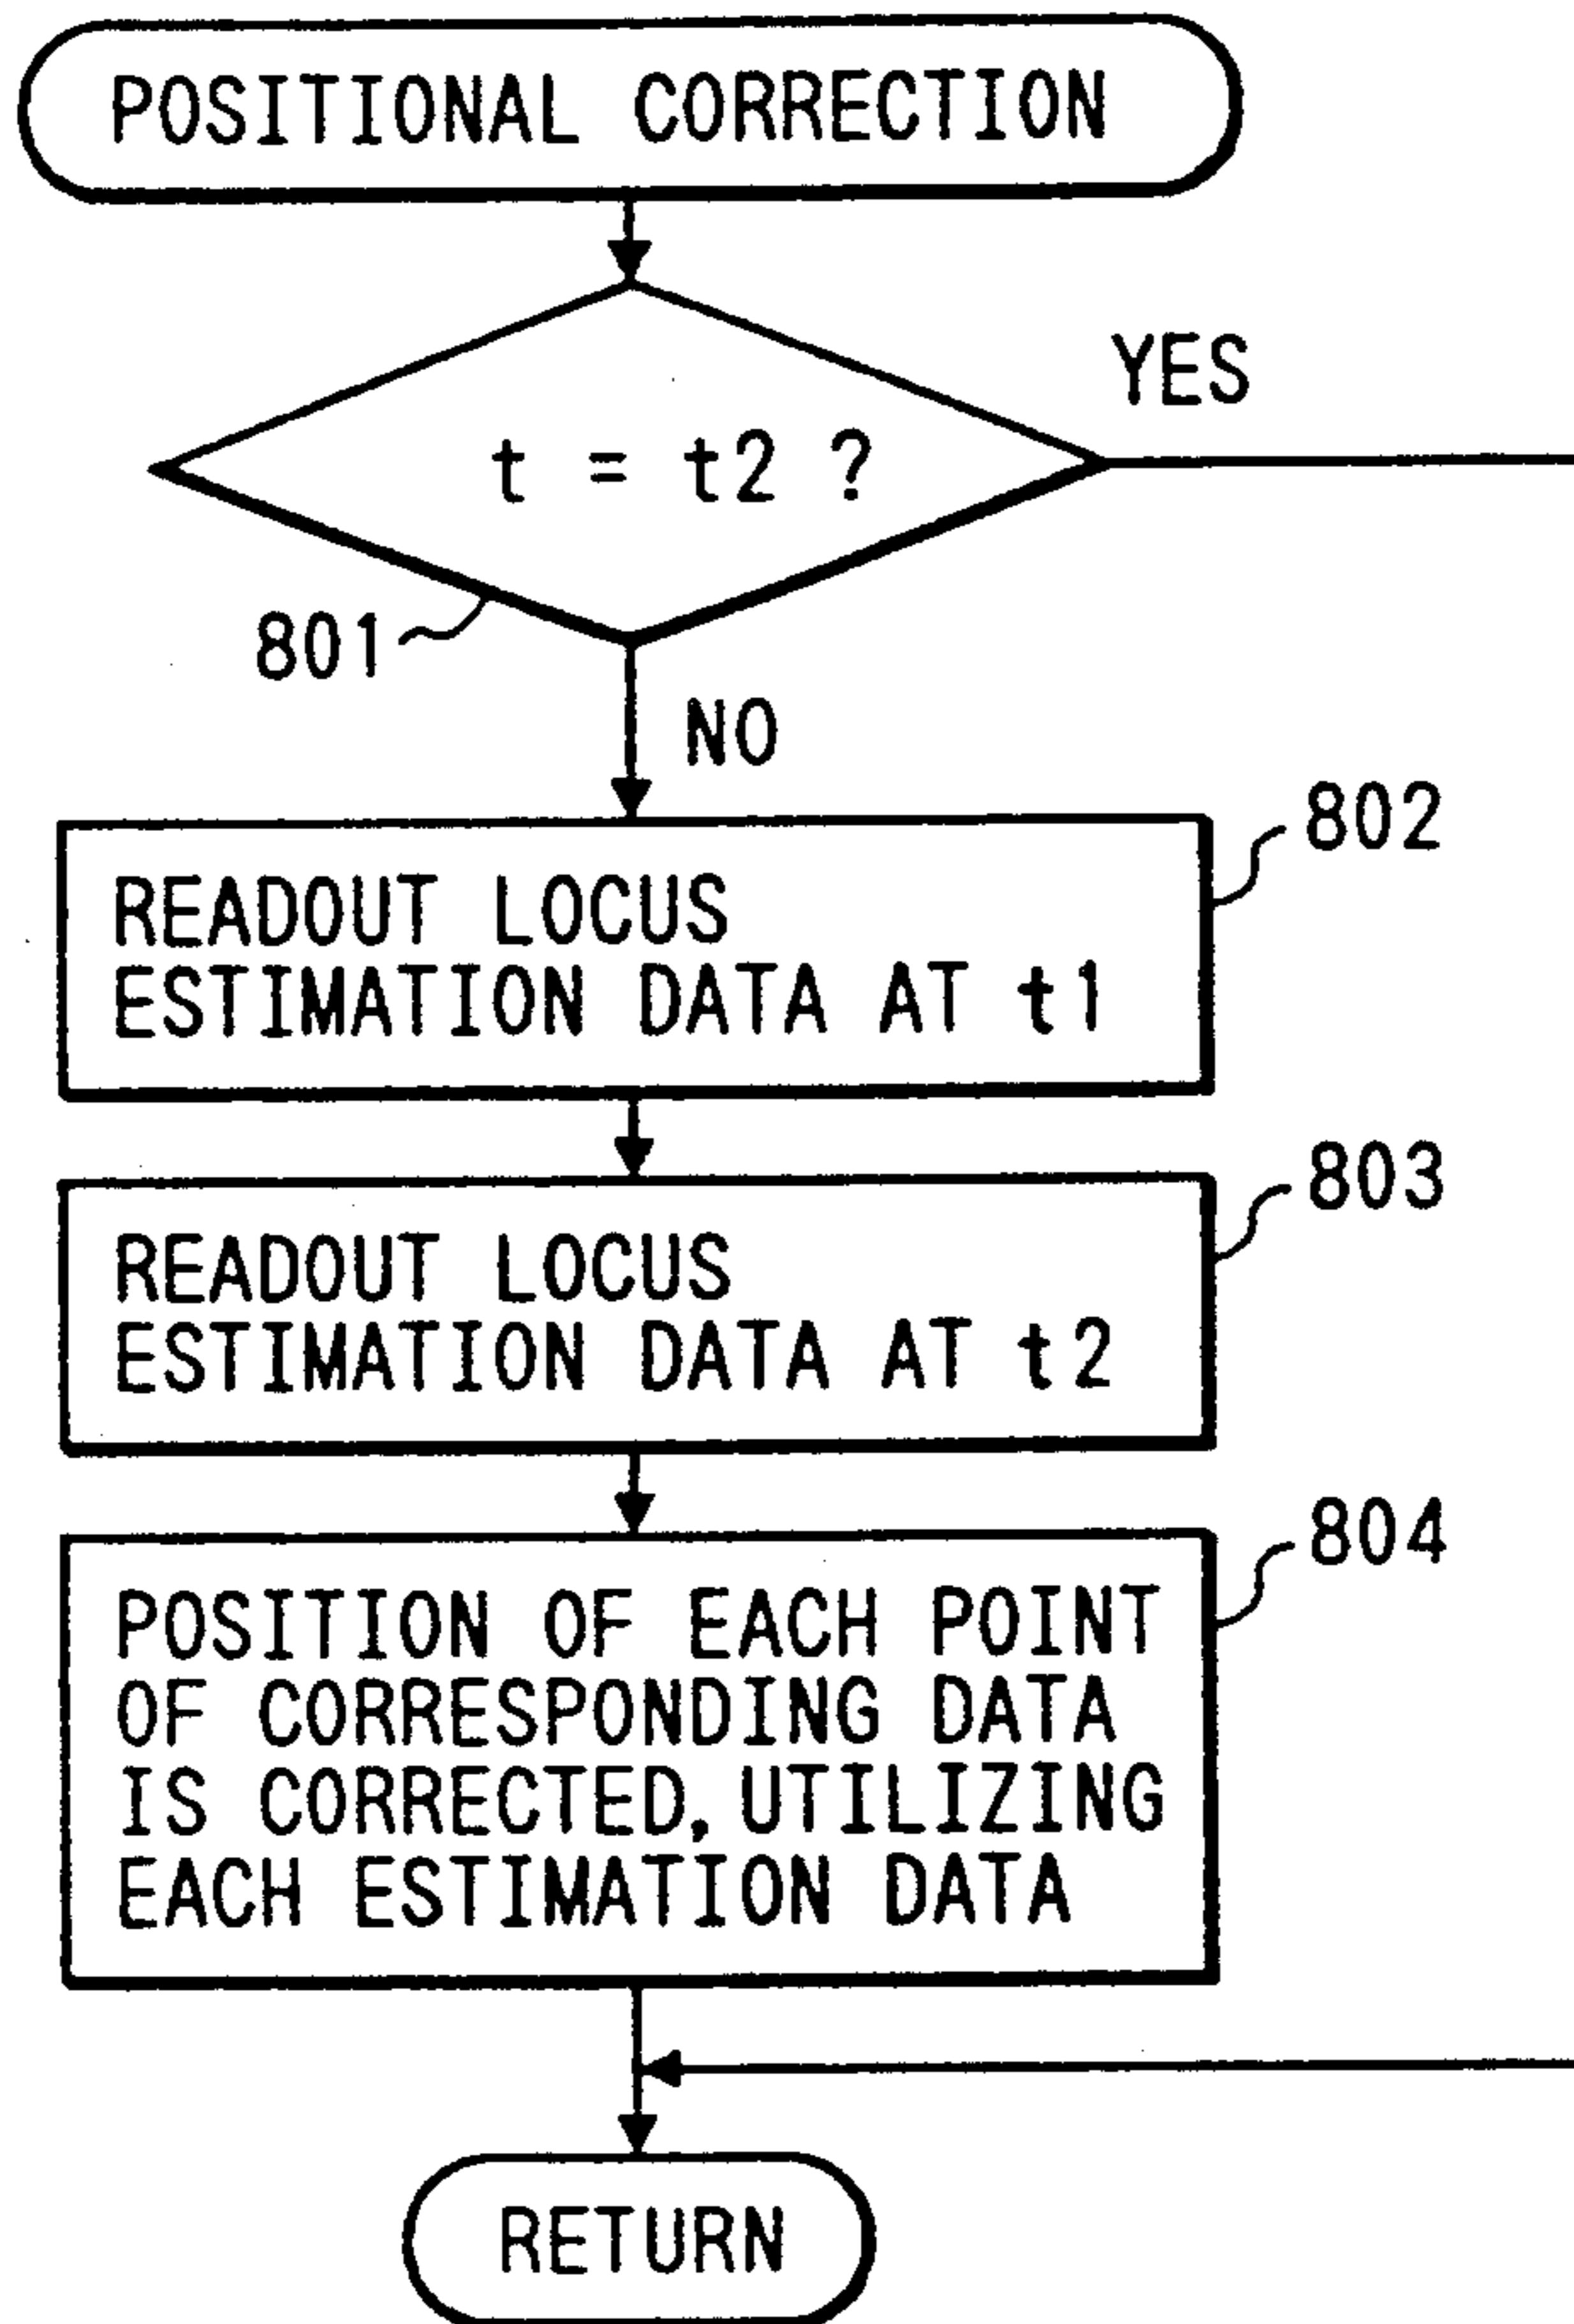 POSITIONAL CORRECTION
YES
t = t2 ?
801
NO
802
READOUT LOCUS
ESTIMATION DATA AT t1
803
READOUT LOCUS
ESTIMATION DATA AT t2
804
POSITION OF EACH POINT
OF CORRESPONDING DATA
IS CORRECTED, UTILIZING
EACH ESTIMATION DATA
RETURN